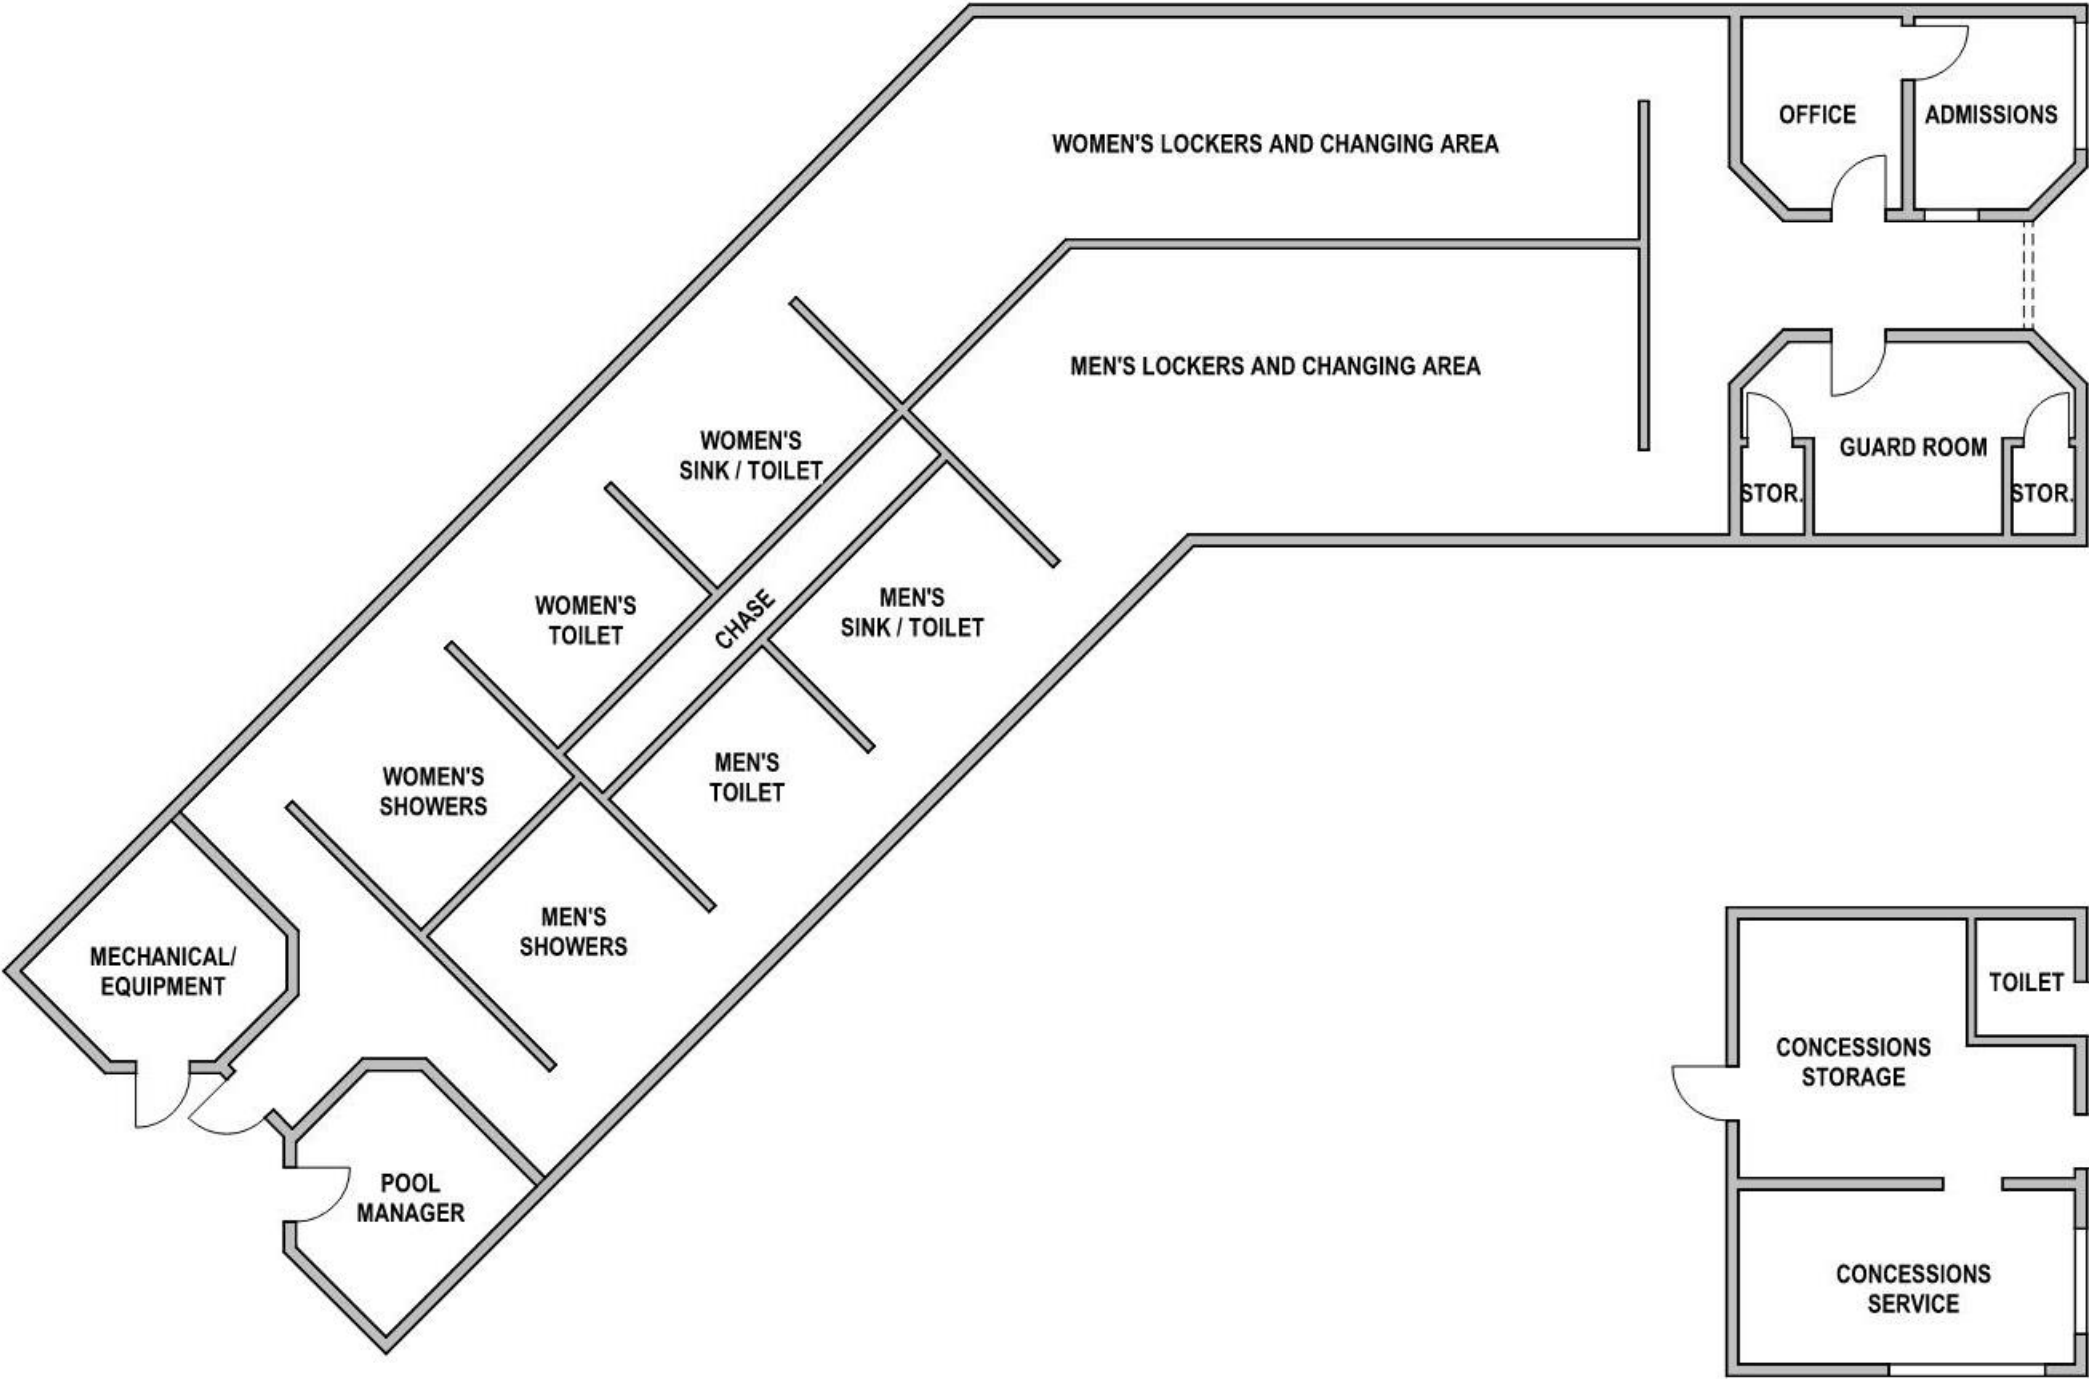 OFFICE
ADMISSIONS
WOMEN'S LOCKERS AND CHANGING AREA
MEN'S LOCKERS AND CHANGING AREA
WOMEN'S
SINK / TOILET
GUARD ROOM
STOR.
STOR.
WOMEN'S
TOILET
CHASE
MEN'S
SINK / TOILET
WOMEN'S
SHOWERS
MEN'S
TOILET
MEN'S
SHOWERS
MECHANICAL/
EQUIPMENT
TOILET
CONCESSIONS
STORAGE
POOL
MANAGER
CONCESSIONS
SERVICE